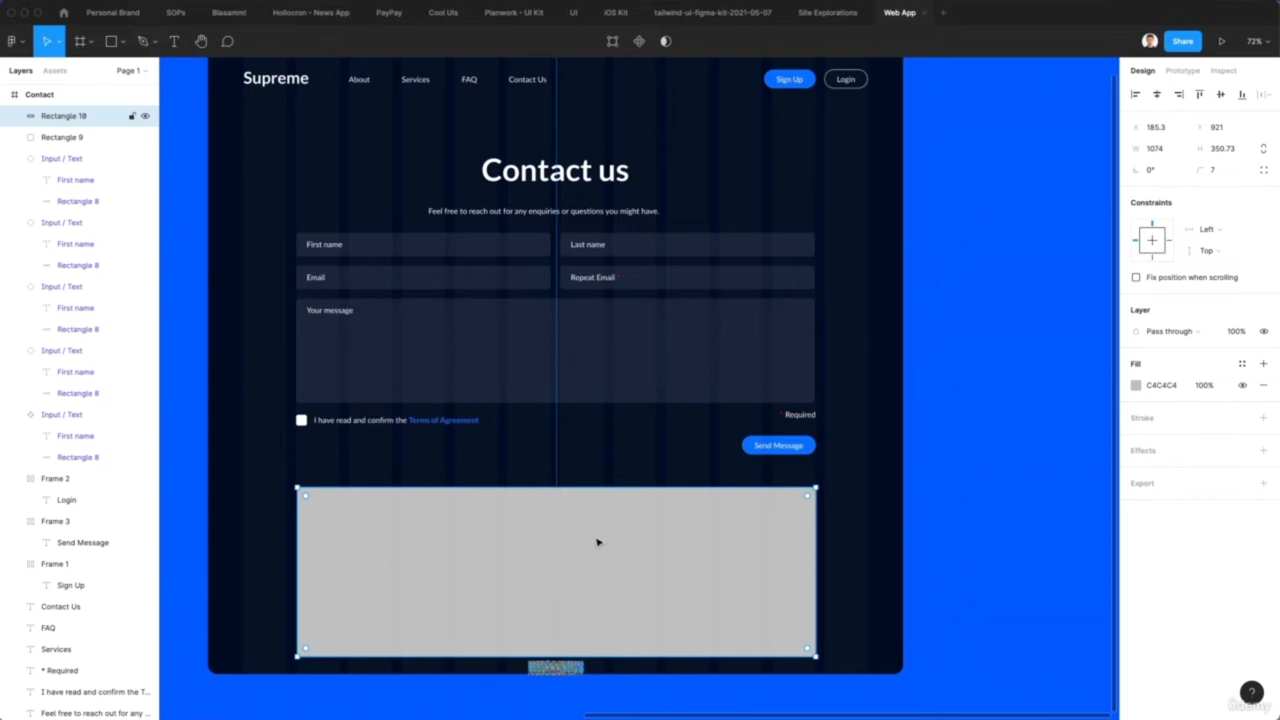 Personal Brand
SOPs
Blaaamm!
Hollocron - News App
PayPay
Cool UIs
Planwork - UI Kit
UI
iOS Kit
tailwind-ui-figma-kit-2021-05-07
Site Explorations
Web App
Share
72%
Layers
Assets
Page 1
Contact
Rectangle 10
Rectangle 9
Input / Text
First name
Rectangle 8
Input / Text
First name
Rectangle 8
Input / Text
First name
Rectangle 8
Input / Text
First name
Rectangle 8
Input / Text
First name
Rectangle 8
Frame 2
Login
Frame 3
Send Message
Frame 1
Sign Up
Contact Us
FAQ
Services
* Required
I have read and confirm the T...
Feel free to reach out for any ...
Supreme
About
Services
FAQ
Contact Us
Sign Up
Login
Contact us
Feel free to reach out for any enquiries or questions you might have.
First name
Last name
Email
Repeat Email *
Your message
I have read and confirm the Terms of Agreement
* Required
Send Message
Design
Prototype
Inspect
X 185.3
Y 921
W 1074
H 350.73
0°
7
Constraints
Left
Top
Fix position when scrolling
Layer
Pass through
100%
Fill
C4C4C4
100%
Stroke
Effects
Export
?
ûdemy